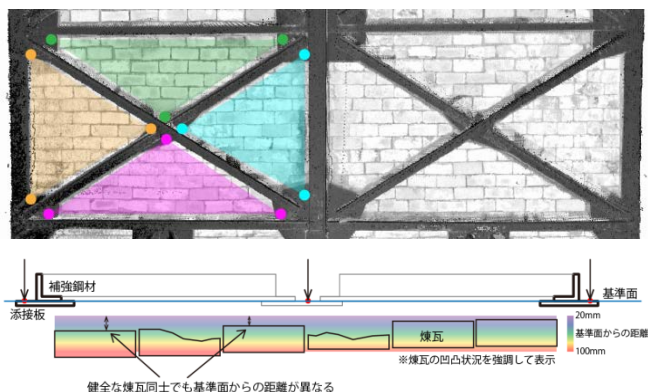 補強鋼材
基準面
添接板
20mm
基準面からの距離
煉瓦
100mm
※煉瓦の凹凸状況を強調して表示
健全な煉瓦同士でも基準面からの距離が異なる